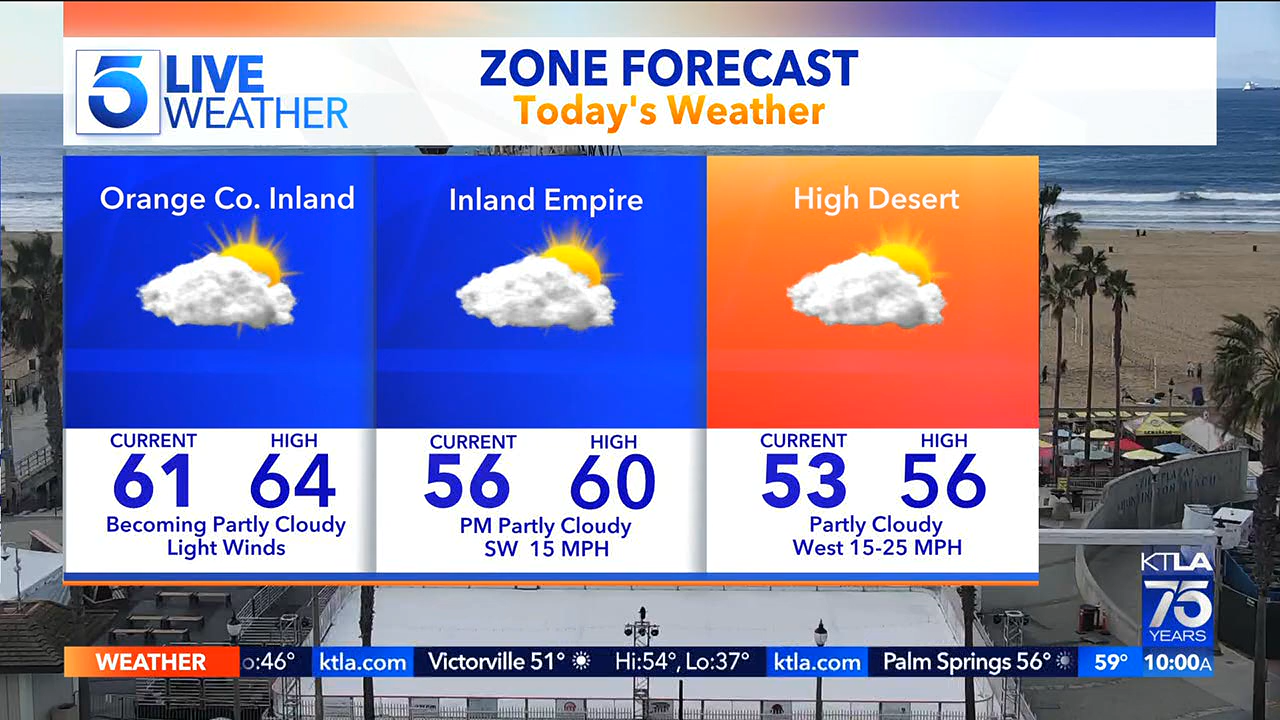 5 LIVE
WEATHER
ZONE FORECAST
Today's Weather
Orange Co. Inland
CURRENT HIGH
61 64
Becoming Partly Cloudy
Light Winds
Inland Empire
CURRENT HIGH
56 60
PM Partly Cloudy
SW 15 MPH
High Desert
CURRENT HIGH
53 56
Partly Cloudy
West 15-25 MPH
KTLA
75
YEARS
WEATHER o:46° ktla.com Victorville 51° Hi:54°, Lo:37° ktla.com Palm Springs 56° 59° 10:00A